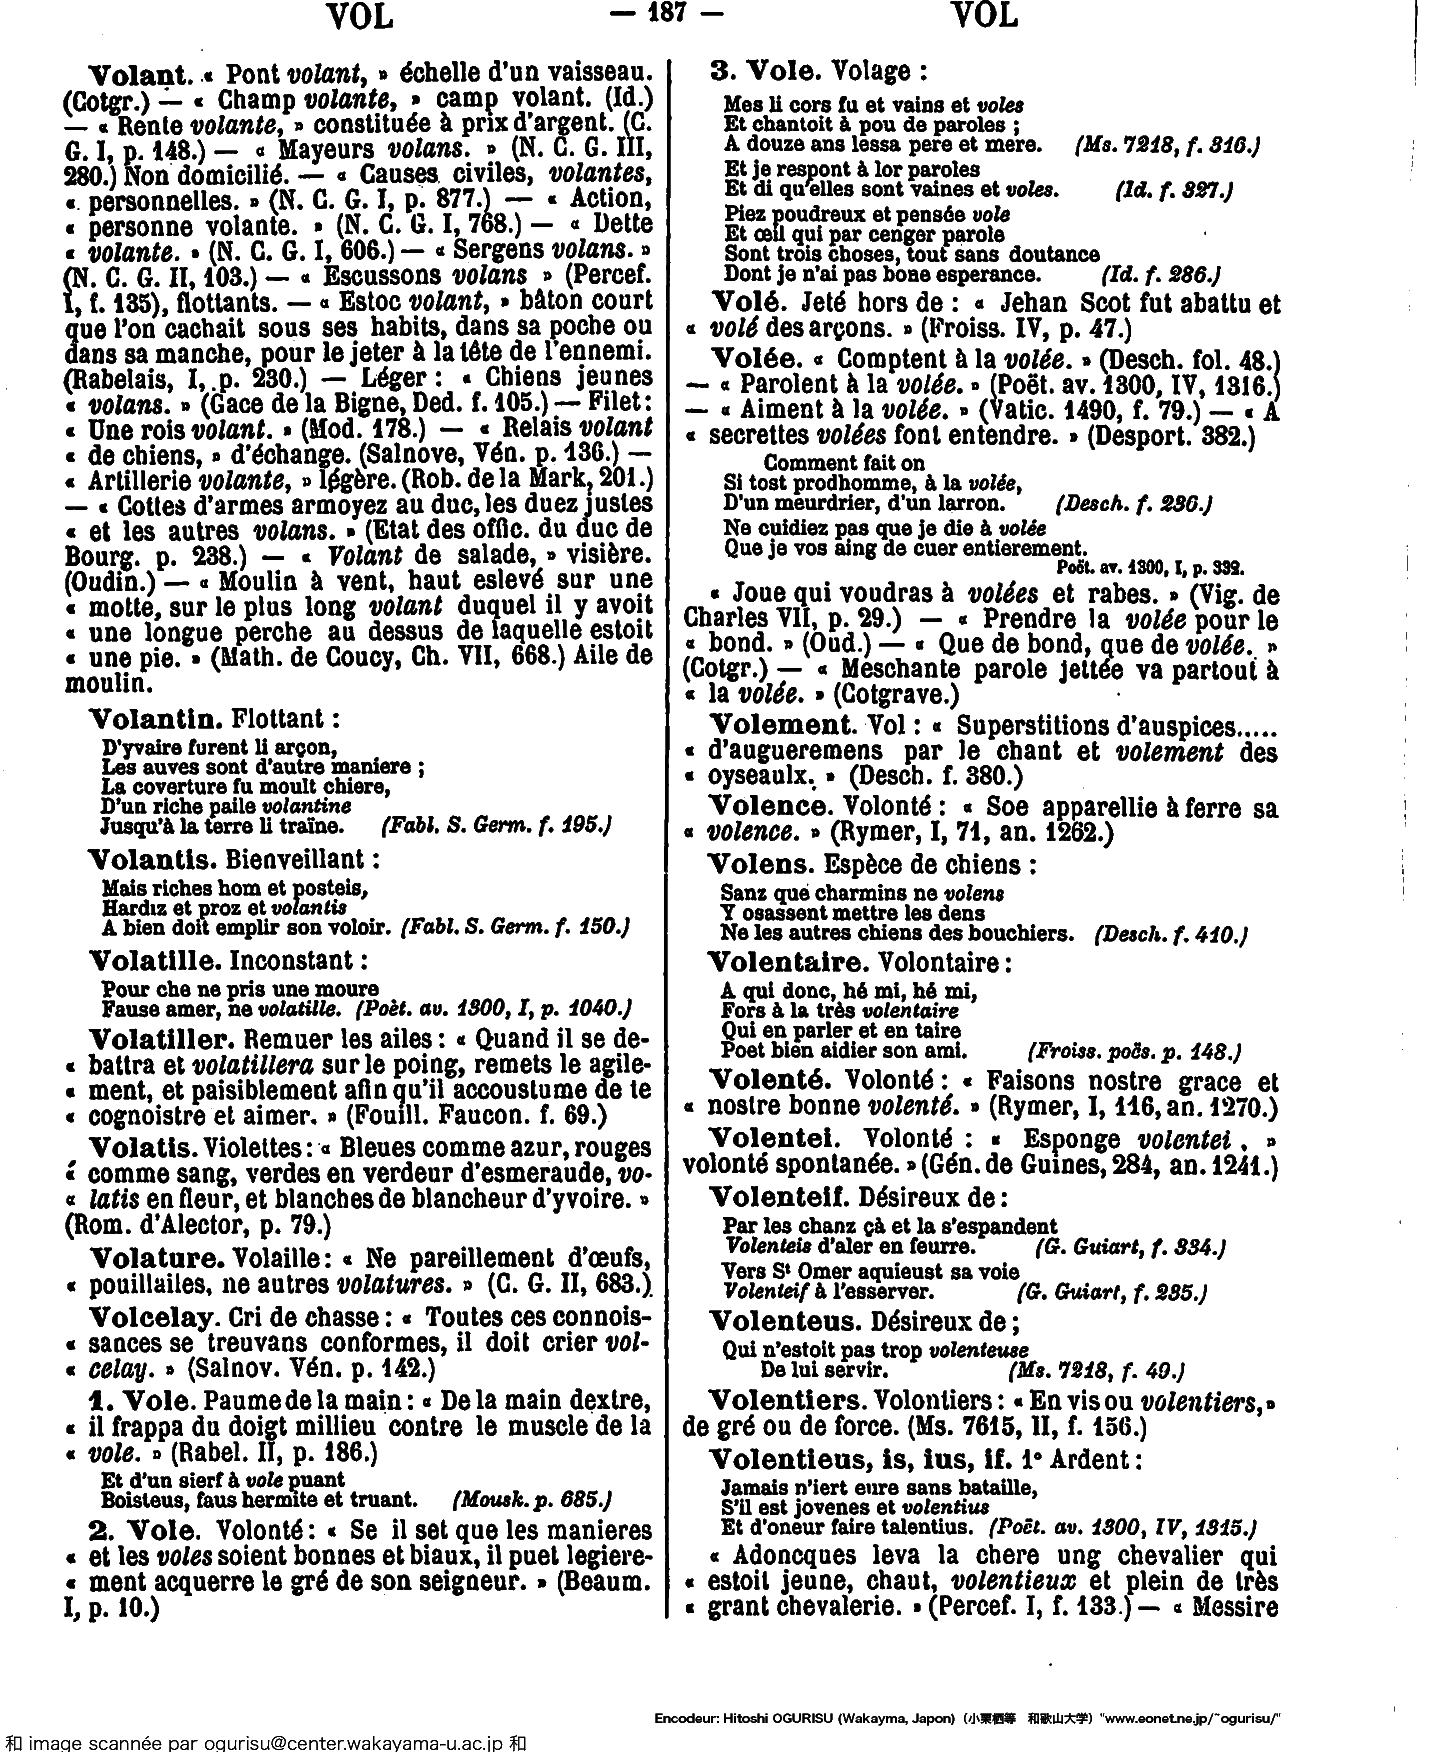 VOL — 187 — VOL
Volant. « Pont volant, » échelle d'un vaisseau.
(Cotgr.) — « Champ volante, » camp volant. (Id.)
— « Rente volante, » constituée à prix d'argent. (C.
G. I, p. 148.) — « Mayeurs volans. » (N. C. G. III,
280.) Non domicilié. — « Causes civiles, volantes,
« personnelles. » (N. C. G. I, p. 877.) — « Action,
« personne volante. » (N. C. G. I, 768.) — « Dette
« volante. » (N. C. G. I, 606.) — « Sergens volans. »
(N. C. G. II, 103.) — « Escussons volans » (Percef.
I, f. 135), flottants. — « Estoc volant, » bâton court
que l'on cachait sous ses habits, dans sa poche ou
dans sa manche, pour le jeter à la tête de l'ennemi.
(Rabelais, I, p. 230.) — Léger : « Chiens jeunes
« volans. » (Gace de la Bigne, Ded. f. 105.) — Filet :
« Une rois volant. » (Mod. 178.) — « Relais volant
« de chiens, » d'échange. (Salnove, Vén. p. 136.) —
« Artillerie volante, » légère. (Rob. de la Mark, 201.)
— « Cottes d'armes armoyez au duc, les duez justes
« et les autres volans. » (Etat des offic. du duc de
Bourg. p. 238.) — « Volant de salade, » visière.
(Oudin.) — « Moulin à vent, haut eslevé sur une
« motte, sur le plus long volant duquel il y avoit
« une longue perche au dessus de laquelle estoit
« une pie. » (Math. de Coucy, Ch. VII, 668.) Aile de
moulin.
Volantin. Flottant :
D'yvaire furent li arçon,
Les auves sont d'autre maniere ;
La coverture fu moult chiere,
D'un riche paile volantine
Jusqu'à la terre li traïne. (Fabl. S. Germ. f. 195.)
Volantis. Bienveillant :
Mais riches hom et posteis,
Hardiz et proz et volantis
A bien doit emplir son voloir. (Fabl. S. Germ. f. 150.)
Volatille. Inconstant :
Pour che ne pris une moure
Fause amer, ne volatille. (Poèt. av. 1300, I, p. 1040.)
Volatiller. Remuer les ailes : « Quand il se de-
« battra et volatillera sur le poing, remets le agile-
« ment, et paisiblement afin qu'il accoustume de te
« cognoistre et aimer. » (Fouill. Faucon. f. 69.)
Volatis. Violettes : « Bleues comme azur, rouges
« comme sang, verdes en verdeur d'esmeraude, vo-
« latis en fleur, et blanches de blancheur d'yvoire. »
(Rom. d'Alector, p. 79.)
Volature. Volaille : « Ne pareillement d'œufs,
« pouillailes, ne autres volatures. » (C. G. II, 683.)
Volcelay. Cri de chasse : « Toutes ces connois-
« sances se treuvans conformes, il doit crier vol-
« celay. » (Salnov. Vén. p. 142.)
1. Vole. Paume de la main : « De la main dextre,
« il frappa du doigt millieu contre le muscle de la
« vole. » (Rabel. II, p. 186.)
Et d'un sierf à vole puant
Boisteus, faus hermite et truant. (Mousk. p. 685.)
2. Vole. Volonté : « Se il set que les manieres
« et les voles soient bonnes et biaux, il puet legiere-
« ment acquerre le gré de son seigneur. » (Beaum.
I, p. 10.)
3. Vole. Volage :
Mes li cors fu et vains et voles
Et chantoit à pou de paroles ;
A douze ans lessa pere et mere. (Ms. 7218, f. 316.)
Et je respont à lor paroles
Et di qu'elles sont vaines et voles. (Id. f. 327.)
Piez poudreux et pensée vole
Et œil qui par cenger parole
Sont trois choses, tout sans doutance
Dont je n'ai pas bone esperance. (Id. f. 286.)
Volé. Jeté hors de : « Jehan Scot fut abattu et
« volé des arçons. » (Froiss. IV, p. 47.)
Volée. « Comptent à la volée. » (Desch. fol. 48.)
— « Parolent à la volée. » (Poët. av. 1300, IV, 1316.)
— « Aiment à la volée. » (Vatic. 1490, f. 79.) — « A
« secrettes volées font entendre. » (Desport. 382.)
Comment fait on
Si tost prodhomme, à la volée,
D'un meurdrier, d'un larron. (Desch. f. 236.)
Ne cuidiez pas que je die à volée
Que je vos aing de cuer entierement.
Poët. av. 1300, I, p. 332.
« Joue qui voudras à volées et rabes. » (Vig. de
Charles VII, p. 29.) — « Prendre la volée pour le
« bond. » (Oud.) — « Que de bond, que de volée. »
(Cotgr.) — « Meschante parole jettée va partout à
« la volée. » (Cotgrave.)
Volement. Vol : « Superstitions d'auspices.....
« d'augueremens par le chant et volement des
« oyseaulx. » (Desch. f. 380.)
Volence. Volonté : « Soe apparellie à ferre sa
« volence. » (Rymer, I, 71, an. 1262.)
Volens. Espèce de chiens :
Sanz que charmins ne volens
Y osassent mettre les dens
Ne les autres chiens des bouchiers. (Desch. f. 410.)
Volentaire. Volontaire :
A qui donc, hé mi, hé mi,
Fors à la très volentaire
Qui en parler et en taire
Poet bien aidier son ami. (Froiss. poës. p. 148.)
Volenté. Volonté : « Faisons nostre grace et
« nostre bonne volenté. » (Rymer, I, 116, an. 1270.)
Volentei. Volonté : « Esponge volentei, »
volonté spontanée. » (Gén. de Guines, 284, an. 1241.)
Volenteif. Désireux de :
Par les chanz çà et la s'espandent
Volenteis d'aler en feurre. (G. Guiart, f. 334.)
Vers St Omer aquieust sa voie
Volenteif à l'esserver. (G. Guiart, f. 235.)
Volenteus. Désireux de ;
Qui n'estoit pas trop volenteuse
De lui servir. (Ms. 7218, f. 49.)
Volentiers. Volontiers : « En vis ou volentiers, »
de gré ou de force. (Ms. 7615, II, f. 156.)
Volentieus, is, ius, if. 1° Ardent :
Jamais n'iert eure sans bataille,
S'il est jovenes et volentius
Et d'oneur faire talentius. (Poët. av. 1300, IV, 1315.)
« Adoncques leva la chere ung chevalier qui
« estoit jeune, chaut, volentieux et plein de très
« grant chevalerie. » (Percef. I, f. 133.) — « Messire
Encodeur: Hitoshi OGURISU (Wakayma, Japon) (小栗栖等 和歌山大学) "www.eonet.ne.jp/~ogurisu/"
和 image scannée par ogurisu@center.wakayama-u.ac.jp 和